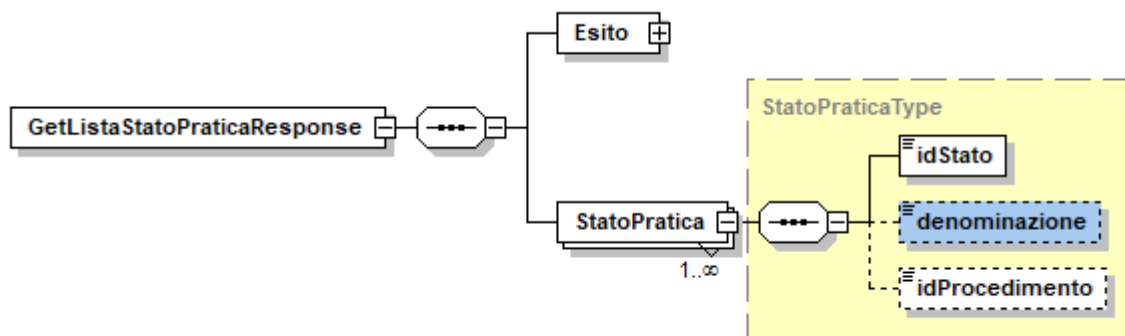 Esito
StatoPraticaType
GetListaStatoPraticaResponse
idStato
StatoPratica
denominazione
1..∞
idProcedimento